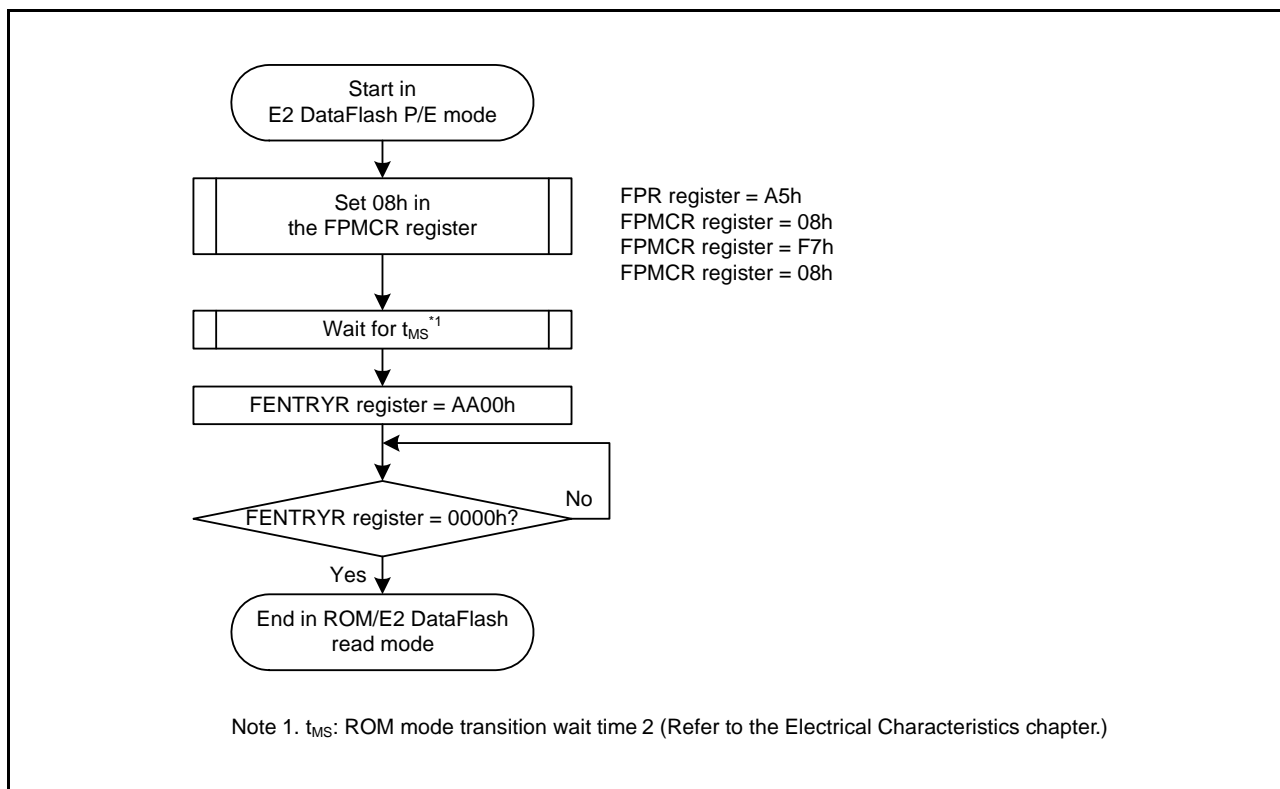 Start in
E2 DataFlash P/E mode
Set 08h in
the FPMCR register
FPR register = A5h
FPMCR register = 08h
FPMCR register = F7h
FPMCR register = 08h
Wait for tMS*1
FENTRYR register = AA00h
FENTRYR register = 0000h?
No
Yes
End in ROM/E2 DataFlash
read mode
Note 1. tMS: ROM mode transition wait time 2 (Refer to the Electrical Characteristics chapter.)